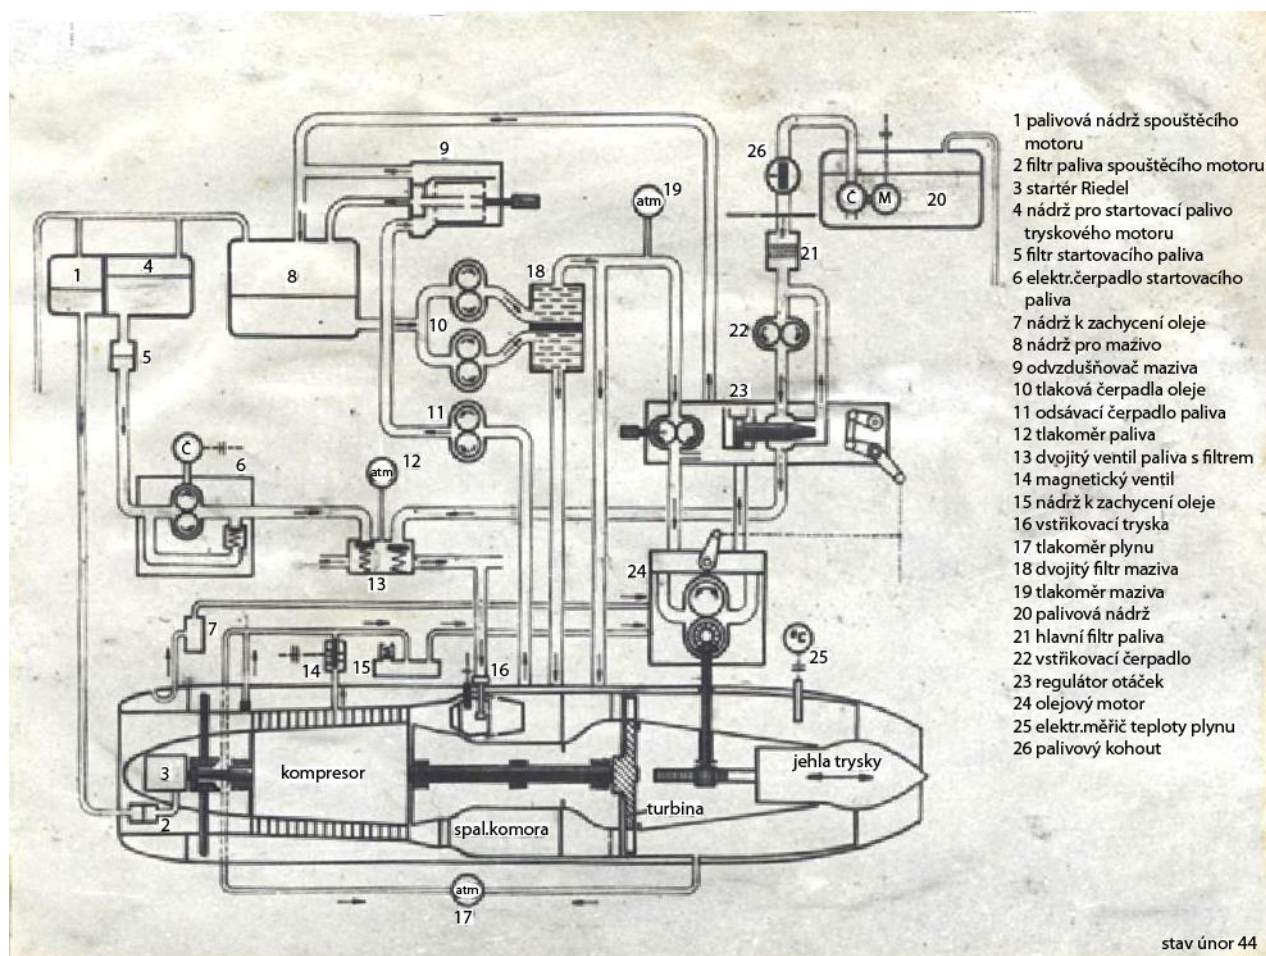 1 palivová nádrž spouštěcího
motoru
2 filtr paliva spouštěcího motoru
3 startér Riedel
4 nádrž pro startovací palivo
tryskového motoru
5 filtr startovacího paliva
6 elektr.čerpadlo startovacího
paliva
7 nádrž k zachycení oleje
8 nádrž pro mazivo
9 odvzdušňovač maziva
10 tlaková čerpadla oleje
11 odsávací čerpadlo paliva
12 tlakoměr paliva
13 dvojitý ventil paliva s filtrem
14 magnetický ventil
15 nádrž k zachycení oleje
16 vstřikovací tryska
17 tlakoměr plynu
18 dvojitý filtr maziva
19 tlakoměr maziva
20 palivová nádrž
21 hlavní filtr paliva
22 vstřikovací čerpadlo
23 regulátor otáček
24 olejový motor
25 elektr.měřič teploty plynu
26 palivový kohout
9
26
19
atm
Č
M
20
1
4
8
18
21
10
22
5
11
23
Č
6
12
atm
13
24
7
14
15
16
°C
25
3
kompresor
jehla trysky
turbina
2
spal.komora
atm
17
stav únor 44